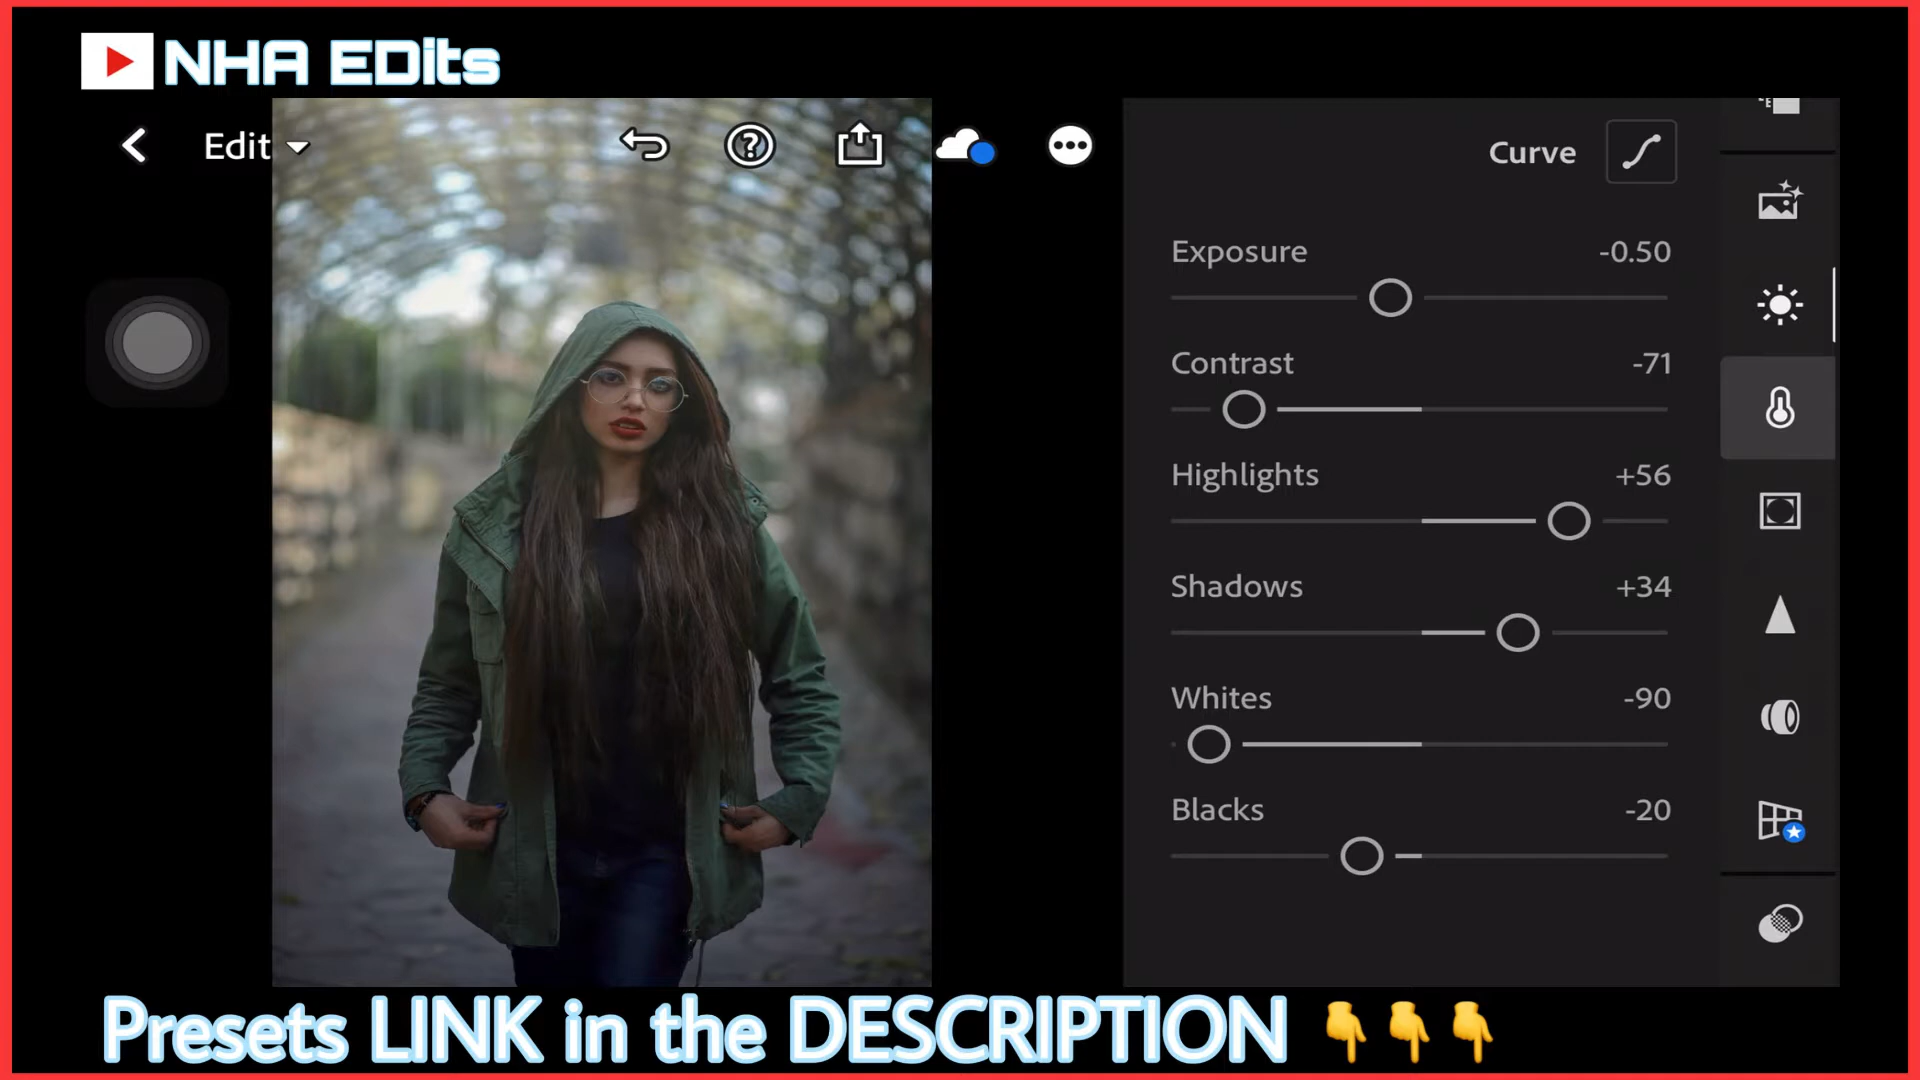 NHA EDits
Edit
Curve
Exposure -0.50
Contrast -71
Highlights +56
Shadows +34
Whites -90
Blacks -20
Presets LINK in the DESCRIPTION 👇👇👇